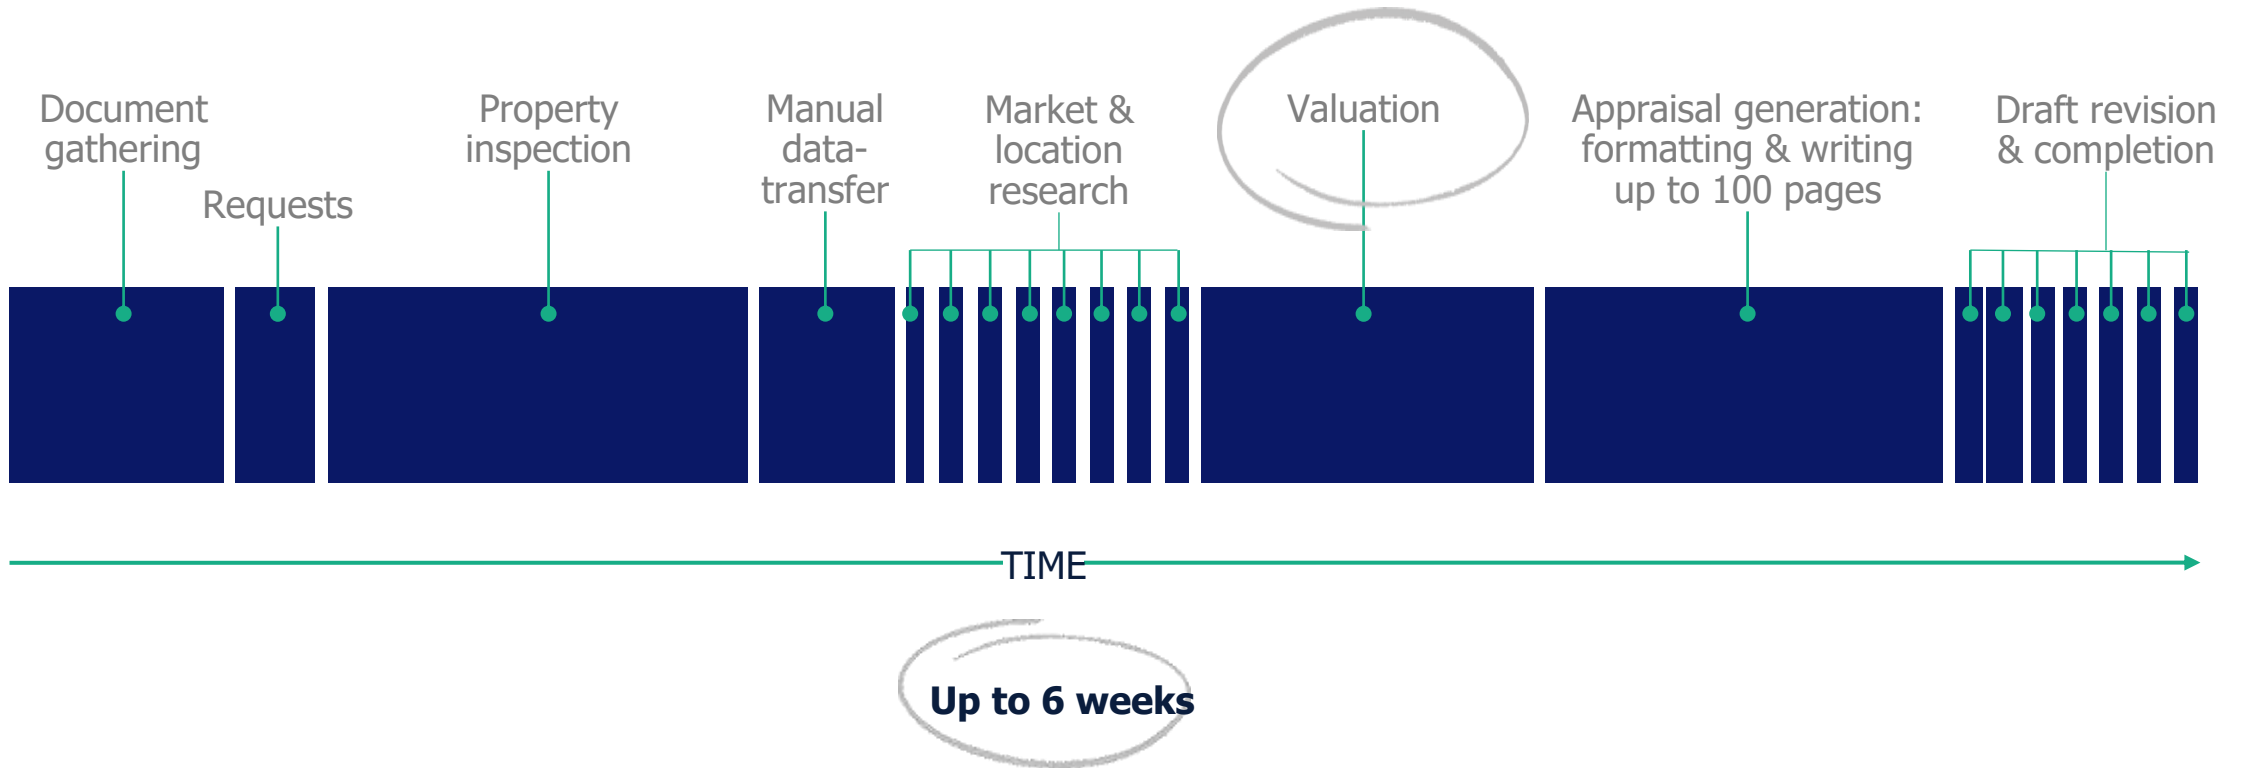 Document
gathering
Requests
Property
inspection
Manual
data-
transfer
Market &
location
research
Valuation
Appraisal generation:
formatting & writing
up to 100 pages
Draft revision
& completion
TIME
Up to 6 weeks